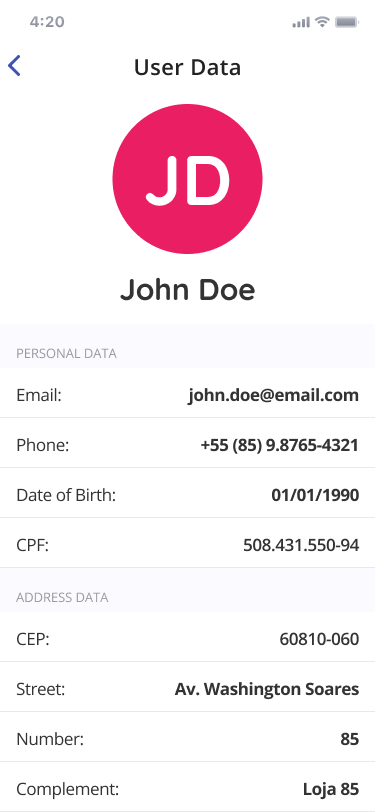 4:20
User Data
JD
John Doe
PERSONAL DATA
Email: john.doe@email.com
Phone: +55 (85) 9.8765-4321
Date of Birth: 01/01/1990
CPF: 508.431.550-94
ADDRESS DATA
CEP: 60810-060
Street: Av. Washington Soares
Number: 85
Complement: Loja 85